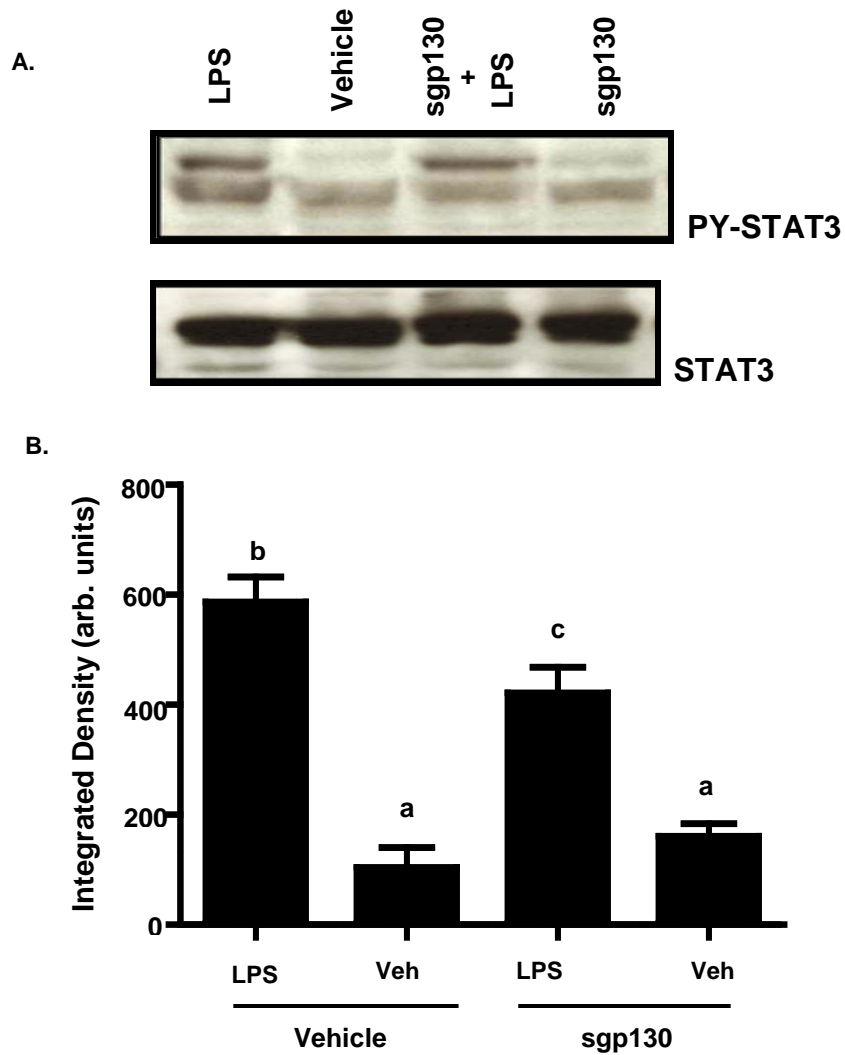 A.
LPS
Vehicle
sgp130
+
LPS
sgp130
PY-STAT3
STAT3
B.
Integrated Density (arb. units)
800
600
400
200
0
b
a
c
a
LPS
Veh
LPS
Veh
Vehicle
sgp130